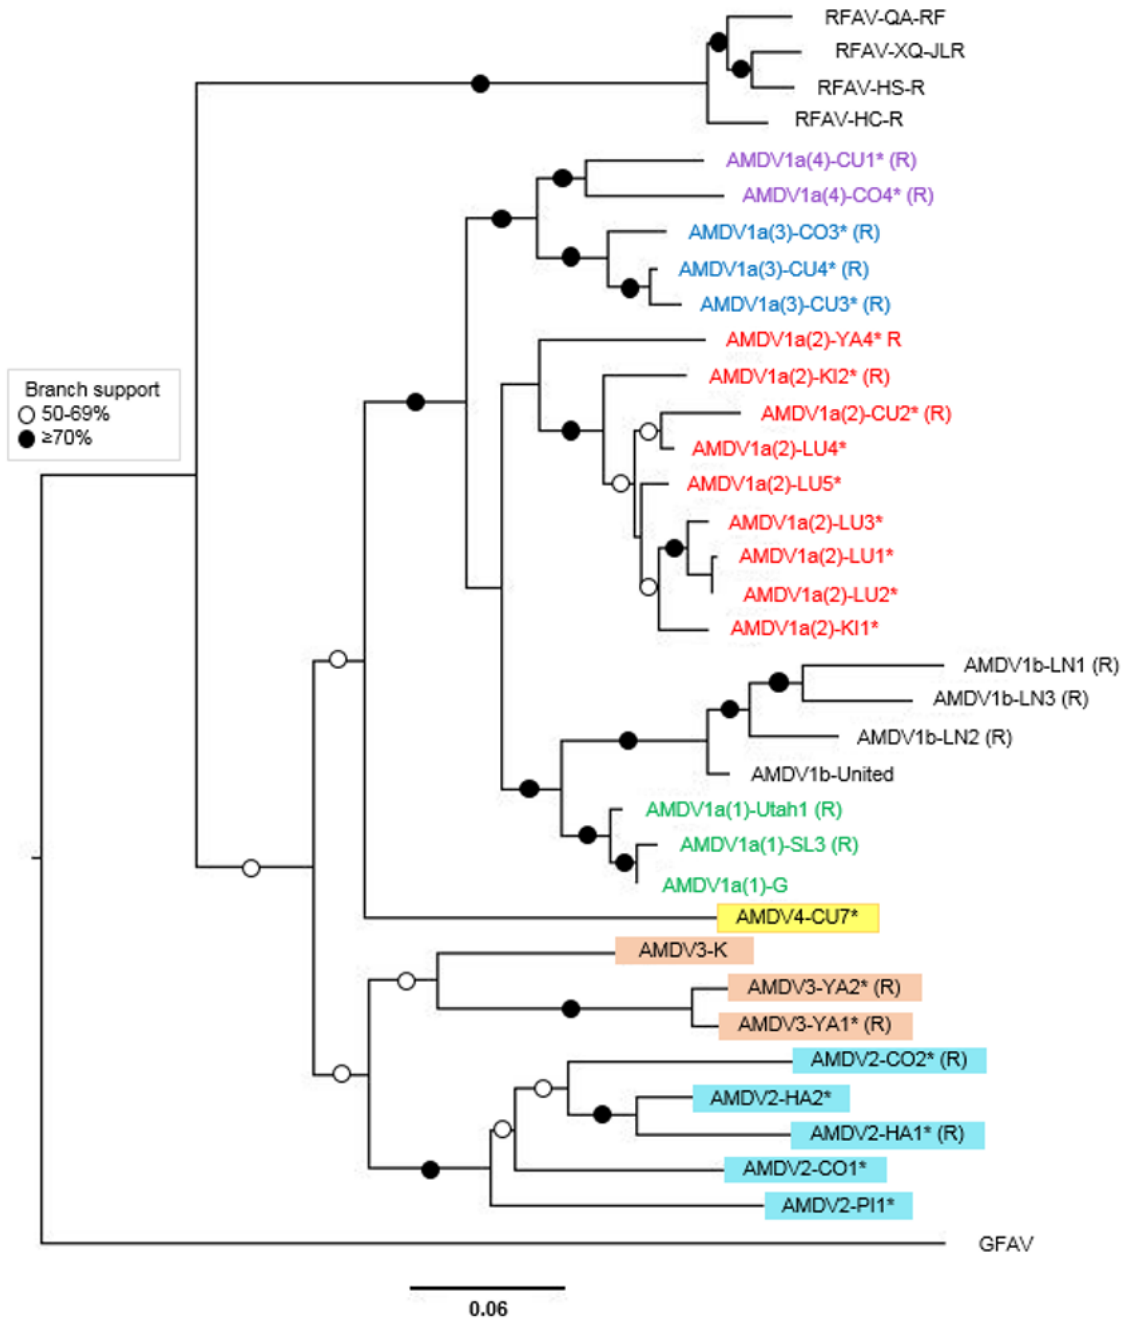 RFAV-QA-RF
RFAV-XQ-JLR
RFAV-HS-R
RFAV-HC-R
AMDV1a(4)-CU1* (R)
AMDV1a(4)-CO4* (R)
AMDV1a(3)-CO3* (R)
AMDV1a(3)-CU4* (R)
AMDV1a(3)-CU3* (R)
AMDV1a(2)-YA4* R
AMDV1a(2)-KI2* (R)
Branch support
50-69%
≥70%
AMDV1a(2)-CU2* (R)
AMDV1a(2)-LU4*
AMDV1a(2)-LU5*
AMDV1a(2)-LU3*
AMDV1a(2)-LU1*
AMDV1a(2)-LU2*
AMDV1a(2)-KI1*
AMDV1b-LN1 (R)
AMDV1b-LN3 (R)
AMDV1b-LN2 (R)
AMDV1b-United
AMDV1a(1)-Utah1 (R)
AMDV1a(1)-SL3 (R)
AMDV1a(1)-G
AMDV4-CU7*
AMDV3-K
AMDV3-YA2* (R)
AMDV3-YA1* (R)
AMDV2-CO2* (R)
AMDV2-HA2*
AMDV2-HA1* (R)
AMDV2-CO1*
AMDV2-PI1*
GFAV
0.06